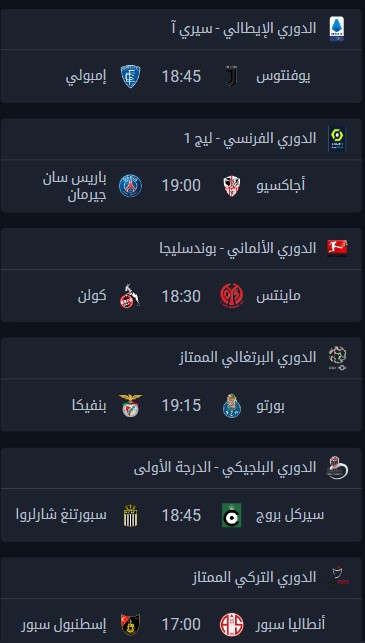 الدوري الإيطالي - سيري آ
يوفنتوس 18:45 إمبولي
الدوري الفرنسي - ليج 1
أجاكسيو 19:00 باريس سان
جيرمان
الدوري الألماني - بوندسليجا
ماينتس 18:30 كولن
الدوري البرتغالي الممتاز
بورتو 19:15 بنفيكا
الدوري البلجيكي - الدرجة الأولى
سيركل بروج 18:45 سبورتنغ شارلروا
الدوري التركي الممتاز
أنطاليا سبور 17:00 إسطنبول سبور